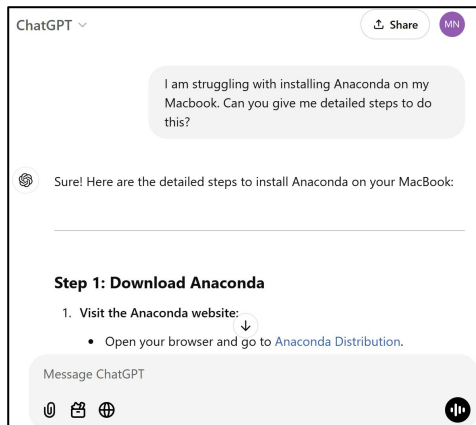 ChatGPT
Share
MN
I am struggling with installing Anaconda on my
Macbook. Can you give me detailed steps to do
this?
Sure! Here are the detailed steps to install Anaconda on your MacBook:
Step 1: Download Anaconda
1. Visit the Anaconda website:
• Open your browser and go to Anaconda Distribution.
Message ChatGPT